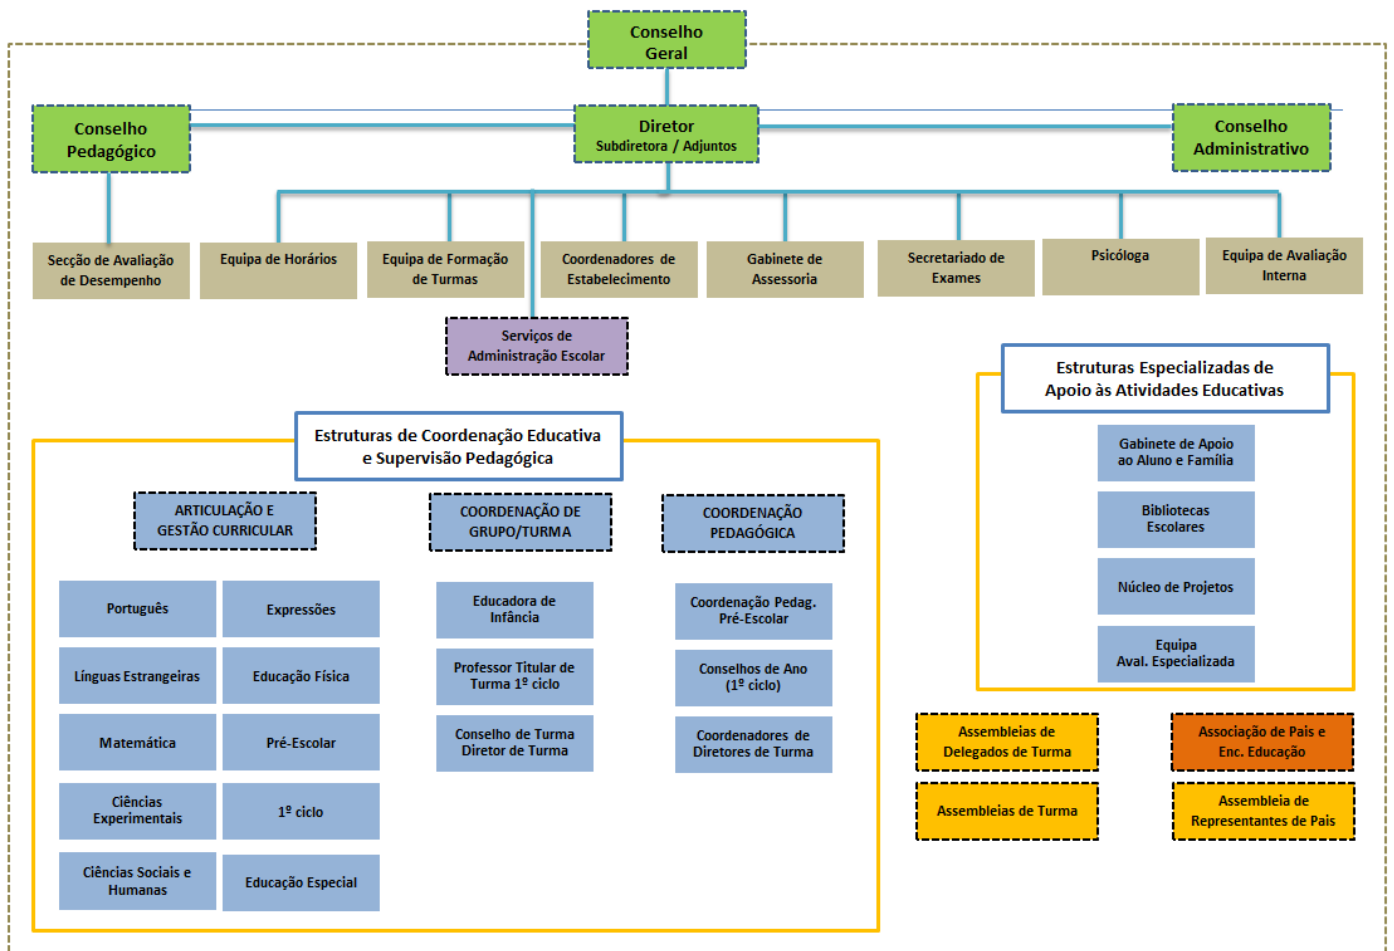 Conselho
Geral
Conselho
Pedagógico
Diretor
Subdiretora / Adjuntos
Conselho
Administrativo
Secção de Avaliação
de Desempenho
Equipa de Horários
Equipa de Formação
de Turmas
Coordenadores de
Estabelecimento
Gabinete de
Assessoria
Secretariado de
Exames
Psicóloga
Equipa de Avaliação
Interna
Serviços de
Administração Escolar
Estruturas Especializadas de
Apoio às Atividades Educativas
Gabinete de Apoio
ao Aluno e Família
Bibliotecas
Escolares
Núcleo de Projetos
Equipa
Aval. Especializada
Estruturas de Coordenação Educativa
e Supervisão Pedagógica
ARTICULAÇÃO E
GESTÃO CURRICULAR
COORDENAÇÃO DE
GRUPO/TURMA
COORDENAÇÃO
PEDAGÓGICA
Português
Expressões
Línguas Estrangeiras
Educação Física
Matemática
Pré-Escolar
Ciências
Experimentais
1º ciclo
Ciências Sociais e
Humanas
Educação Especial
Educadora de
Infância
Professor Titular de
Turma 1º ciclo
Conselho de Turma
Diretor de Turma
Coordenação Pedag.
Pré-Escolar
Conselhos de Ano
(1º ciclo)
Coordenadores de
Diretores de Turma
Assembleias de
Delegados de Turma
Associação de Pais e
Enc. Educação
Assembleias de Turma
Assembleia de
Representantes de Pais